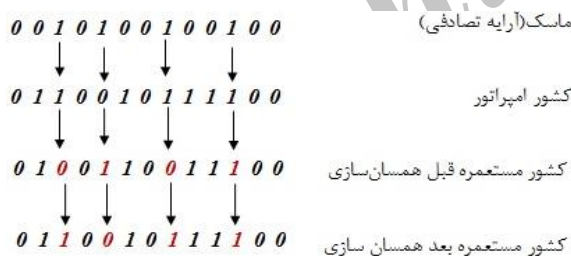 0 0 1 0 1 0 0 1 0 0 1 0 0 ماسک(آرایه تصادفی)
0 1 1 0 0 1 0 1 1 1 1 0 0 کشور امپراتور
0 1 0 0 1 1 0 0 1 1 1 0 0 کشور مستعمره قبل همسان‌سازی
0 1 1 0 0 1 0 1 1 1 1 0 0 کشور مستعمره بعد همسان سازی